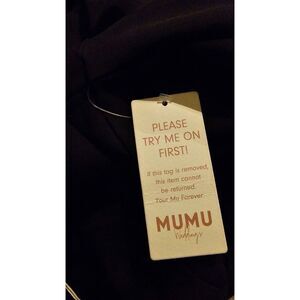 PLEASE
TRY ME ON
FIRST!
If this tag is removed,
this item cannot
be returned.
Your Mu Forever
MUMU
Weddings